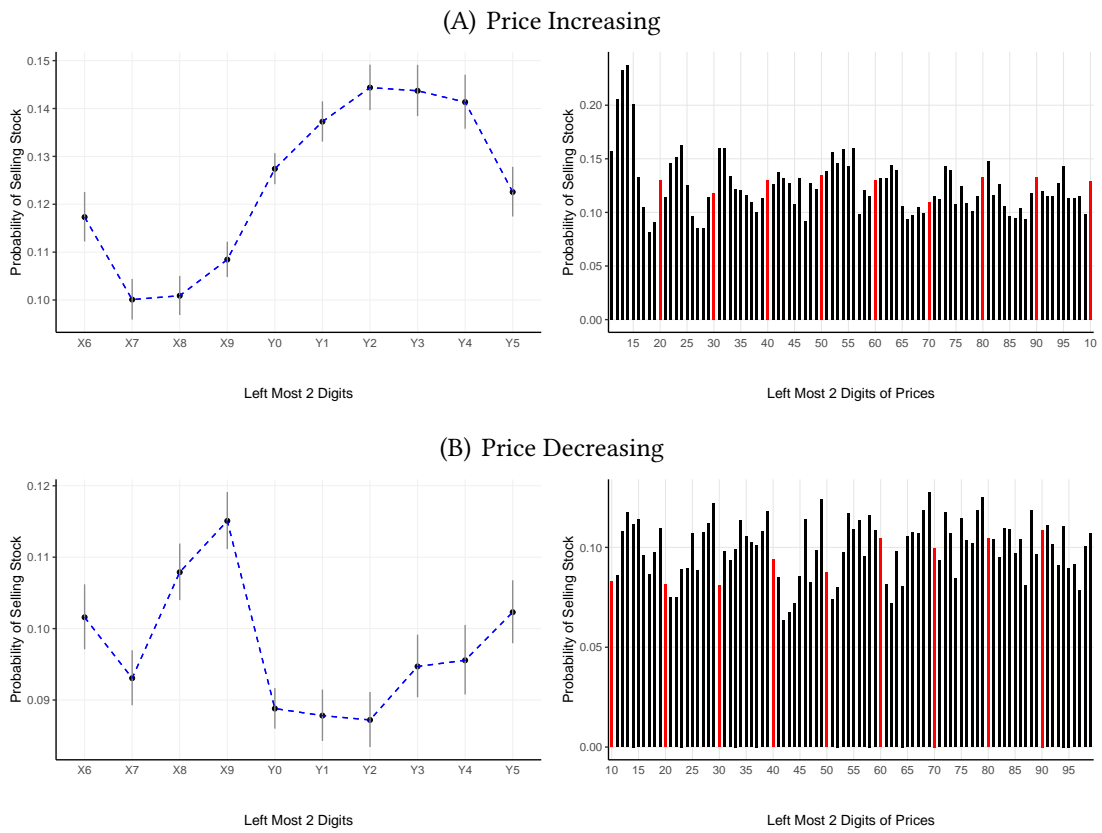 (A) Price Increasing
Probability of Selling Stock
0.15
0.14
0.13
0.12
0.11
0.10
X6 X7 X8 X9 Y0 Y1 Y2 Y3 Y4 Y5
Left Most 2 Digits
Probability of Selling Stock
0.20
0.15
0.10
0.05
0.00
15 20 25 30 35 40 45 50 55 60 65 70 75 80 85 90 95 10
Left Most 2 Digits of Prices
(B) Price Decreasing
Probability of Selling Stock
0.12
0.11
0.10
0.09
X6 X7 X8 X9 Y0 Y1 Y2 Y3 Y4 Y5
Left Most 2 Digits
Probability of Selling Stock
0.10
0.05
0.00
10 15 20 25 30 35 40 45 50 55 60 65 70 75 80 85 90 95
Left Most 2 Digits of Prices